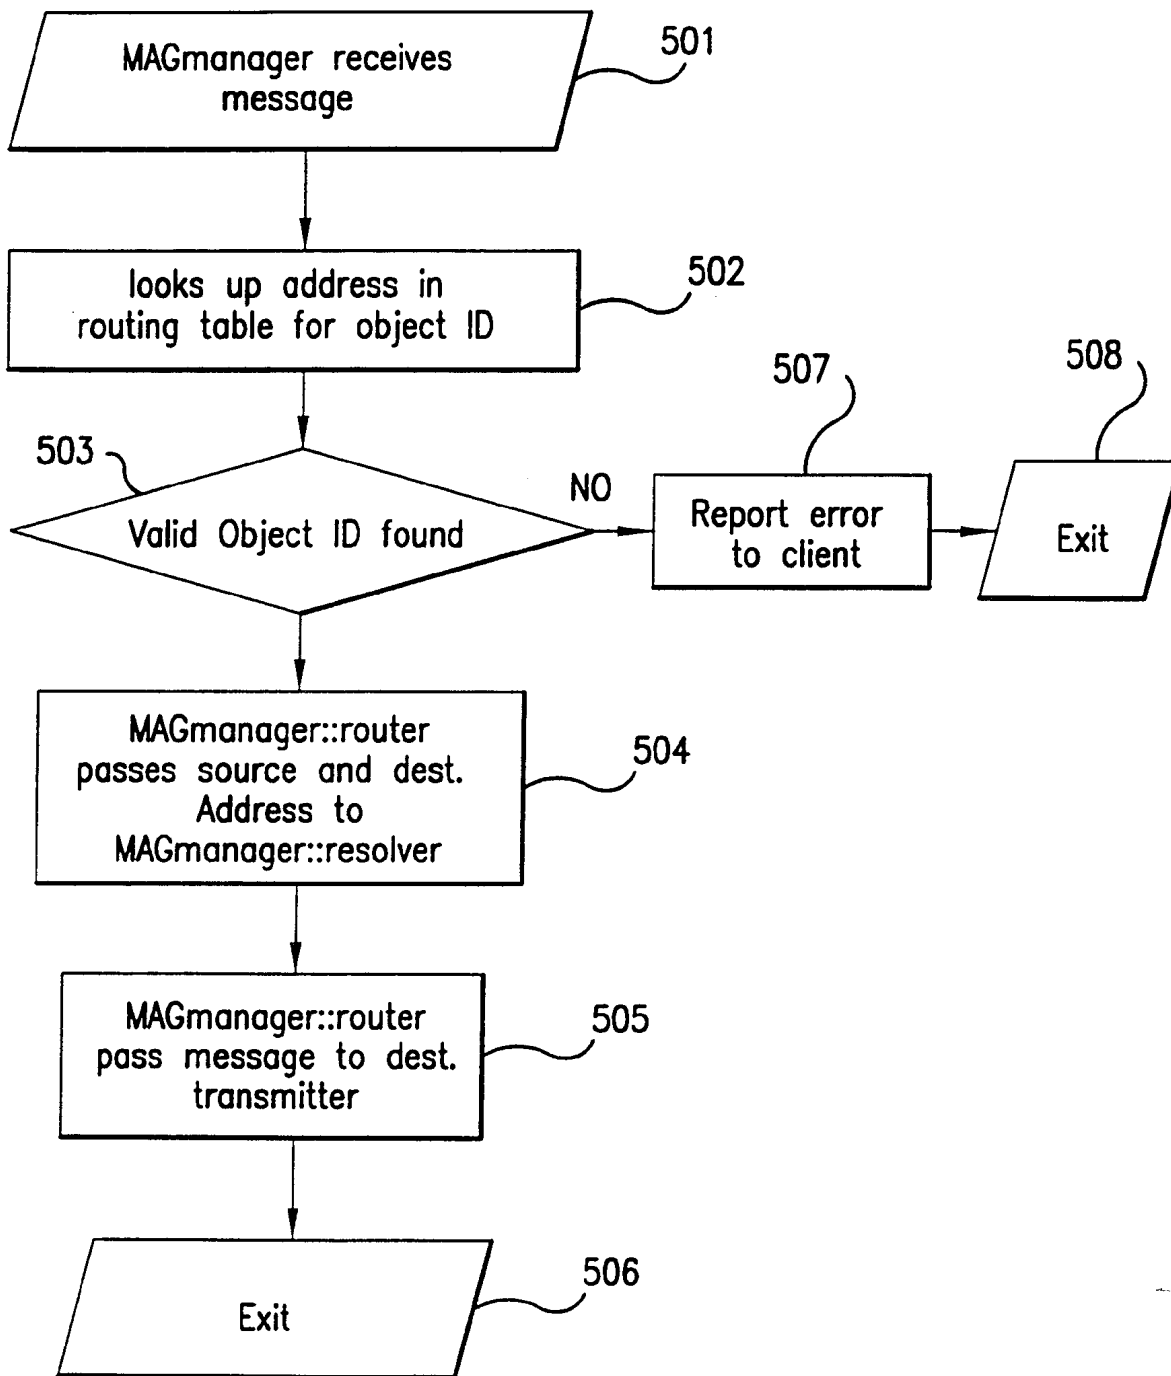 MAGmanager receives
message
501
looks up address in
routing table for object ID
502
503
Valid Object ID found
NO
507
Report error
to client
508
Exit
MAGmanager::router
passes source and dest.
Address to
MAGmanager::resolver
504
MAGmanager::router
pass message to dest.
transmitter
505
Exit
506